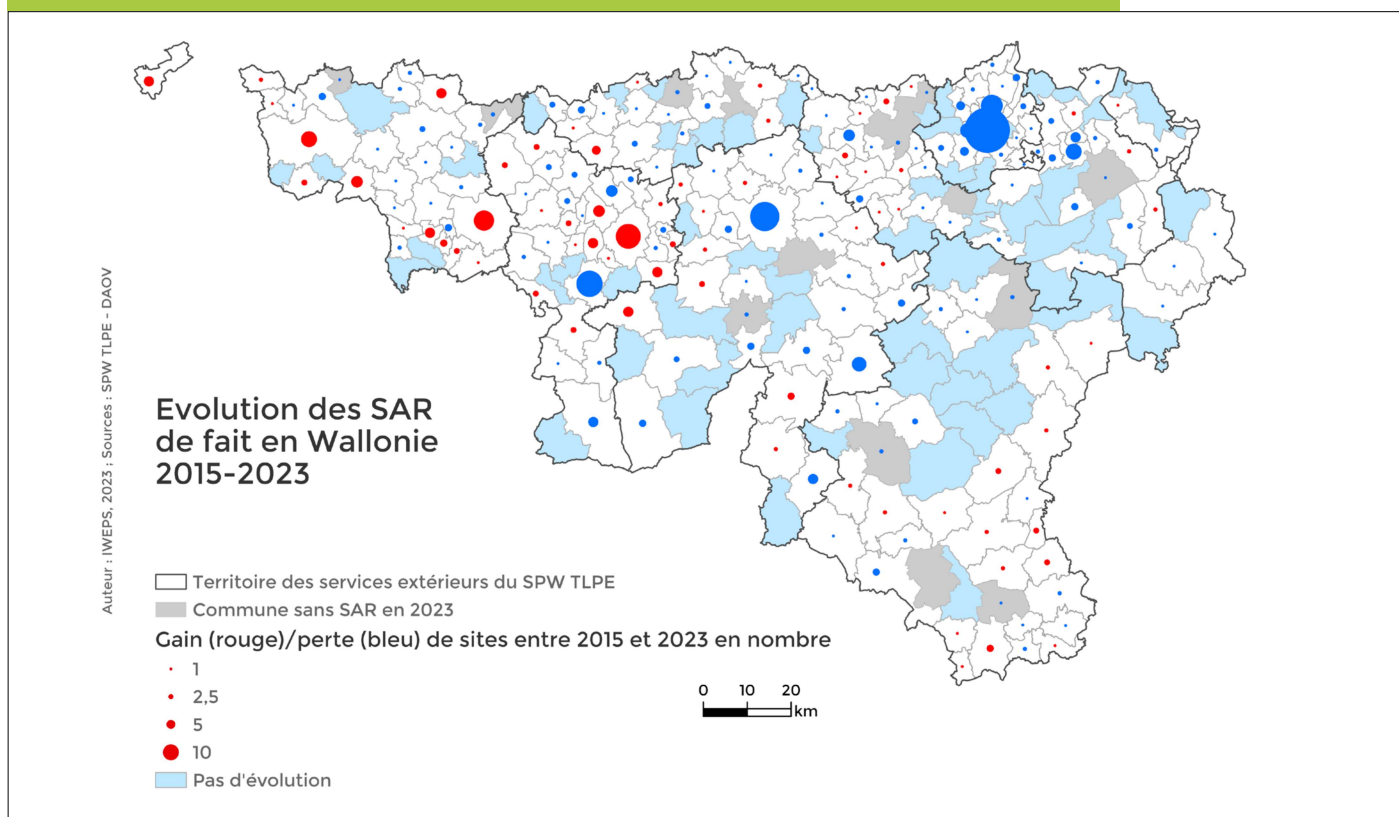 Auteur : IWEPS, 2023 ; Sources : SPW TLPE - DAOV
Evolution des SAR
de fait en Wallonie
2015-2023
Territoire des services extérieurs du SPW TLPE
Commune sans SAR en 2023
Gain (rouge)/perte (bleu) de sites entre 2015 et 2023 en nombre
1
2,5
5
10
Pas d'évolution
0 10 20
km